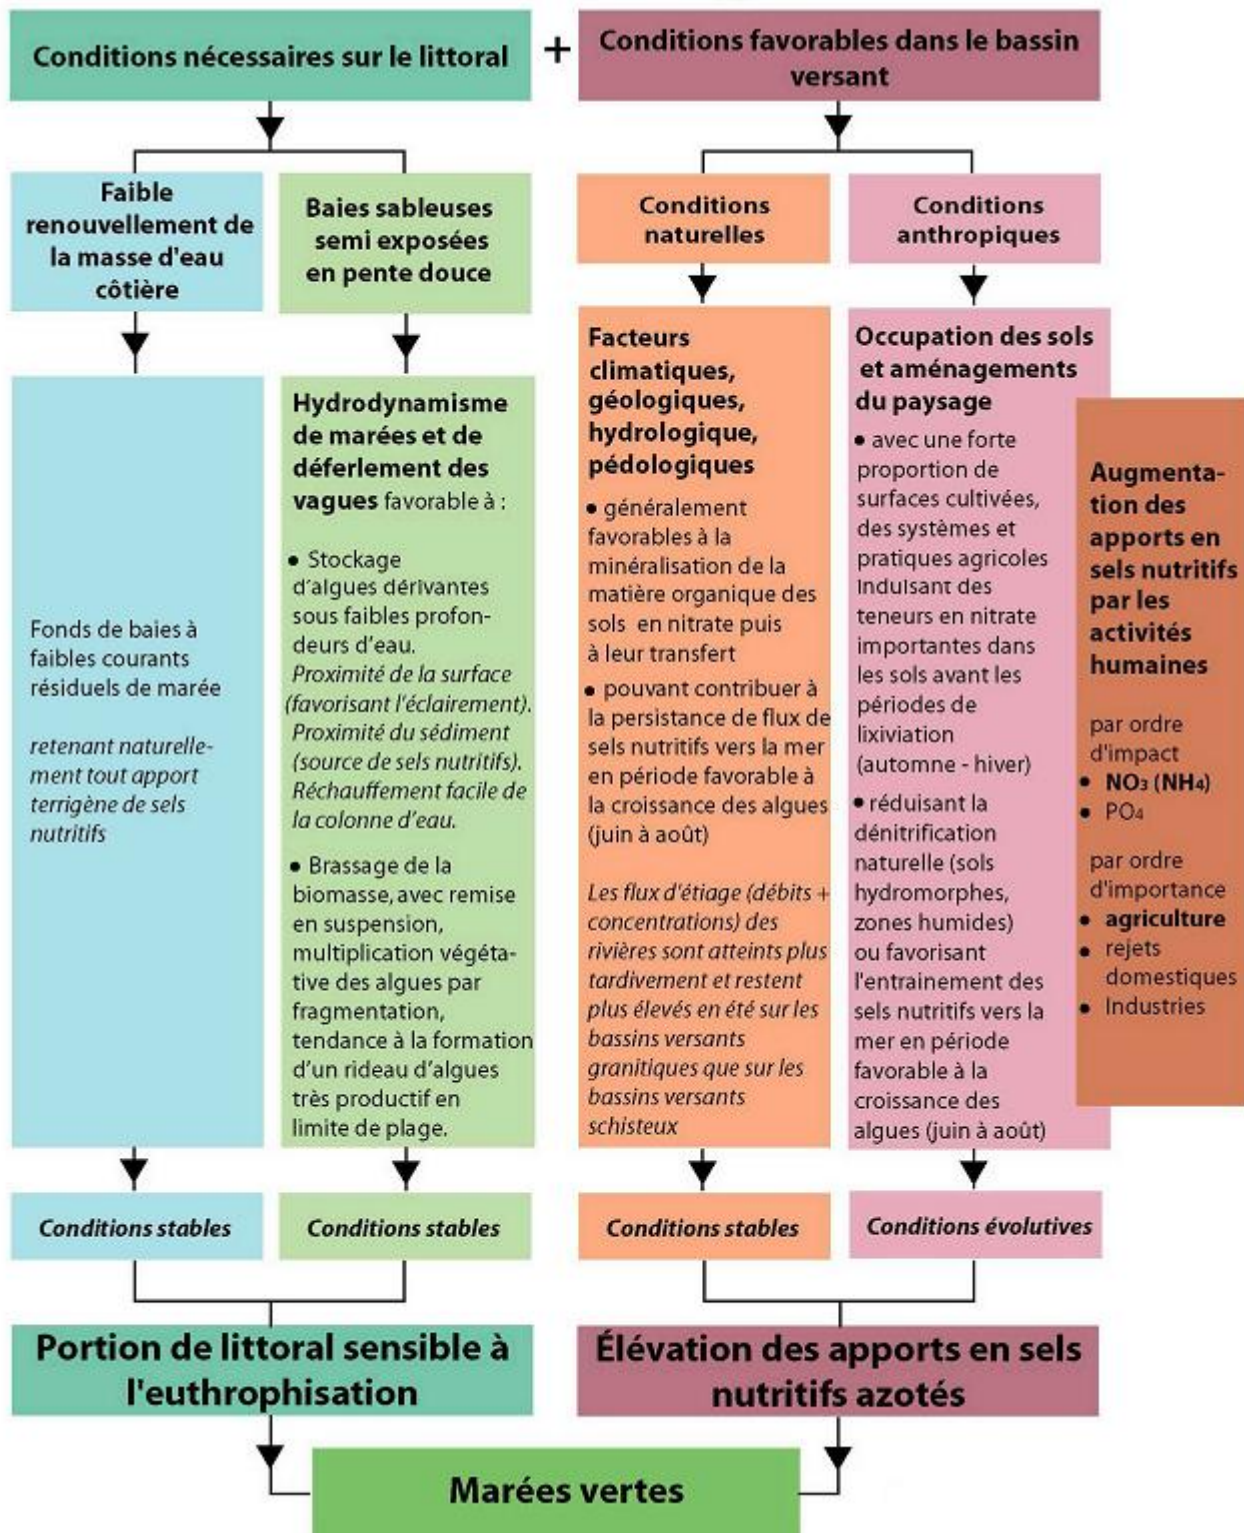 Conditions nécessaires sur le littoral
+
Conditions favorables dans le bassin
versant
Faible
renouvellement de
la masse d'eau
côtière
Baies sableuses
semi exposées
en pente douce
Conditions
naturelles
Conditions
anthropiques
Fonds de baies à
faibles courants
résiduels de marée
retenant naturelle-
ment tout apport
terrigène de sels
nutritifs
Hydrodynamisme
de marées et de
déferlement des
vagues favorable à :
• Stockage
d'algues dérivantes
sous faibles profon-
deurs d'eau.
Proximité de la surface
(favorisant l'éclairement).
Proximité du sédiment
(source de sels nutritifs).
Réchauffement facile de
la colonne d'eau.
• Brassage de la
biomasse, avec remise
en suspension,
multiplication végéta-
tive des algues par
fragmentation,
tendance à la formation
d'un rideau d'algues
très productif en
limite de plage.
Facteurs
climatiques,
géologiques,
hydrologique,
pédologiques
• généralement
favorables à la
minéralisation de la
matière organique des
sols en nitrate puis
à leur transfert
• pouvant contribuer à
la persistance de flux de
sels nutritifs vers la mer
en période favorable à
la croissance des algues
(juin à août)
Les flux d'étiage (débits +
concentrations) des
rivières sont atteints plus
tardivement et restent
plus élevés en été sur les
bassins versants
granitiques que sur les
bassins versants
schisteux
Occupation des sols
et aménagements
du paysage
• avec une forte
proportion de
surfaces cultivées,
des systèmes et
pratiques agricoles
induisant des
teneurs en nitrate
importantes dans
les sols avant les
périodes de
lixiviation
(automne - hiver)
• réduisant la
dénitrification
naturelle (sols
hydromorphes,
zones humides)
ou favorisant
l'entrainement des
sels nutritifs vers la
mer en période
favorable à la
croissance des
algues (juin à août)
Augmenta-
tion des
apports en
sels nutritifs
par les
activités
humaines
par ordre
d'impact
• NO3 (NH4)
• PO4
par ordre
d'importance
• agriculture
• rejets
domestiques
• Industries
Conditions stables
Conditions stables
Conditions stables
Conditions évolutives
Portion de littoral sensible à
l'euthrophisation
Élévation des apports en sels
nutritifs azotés
Marées vertes